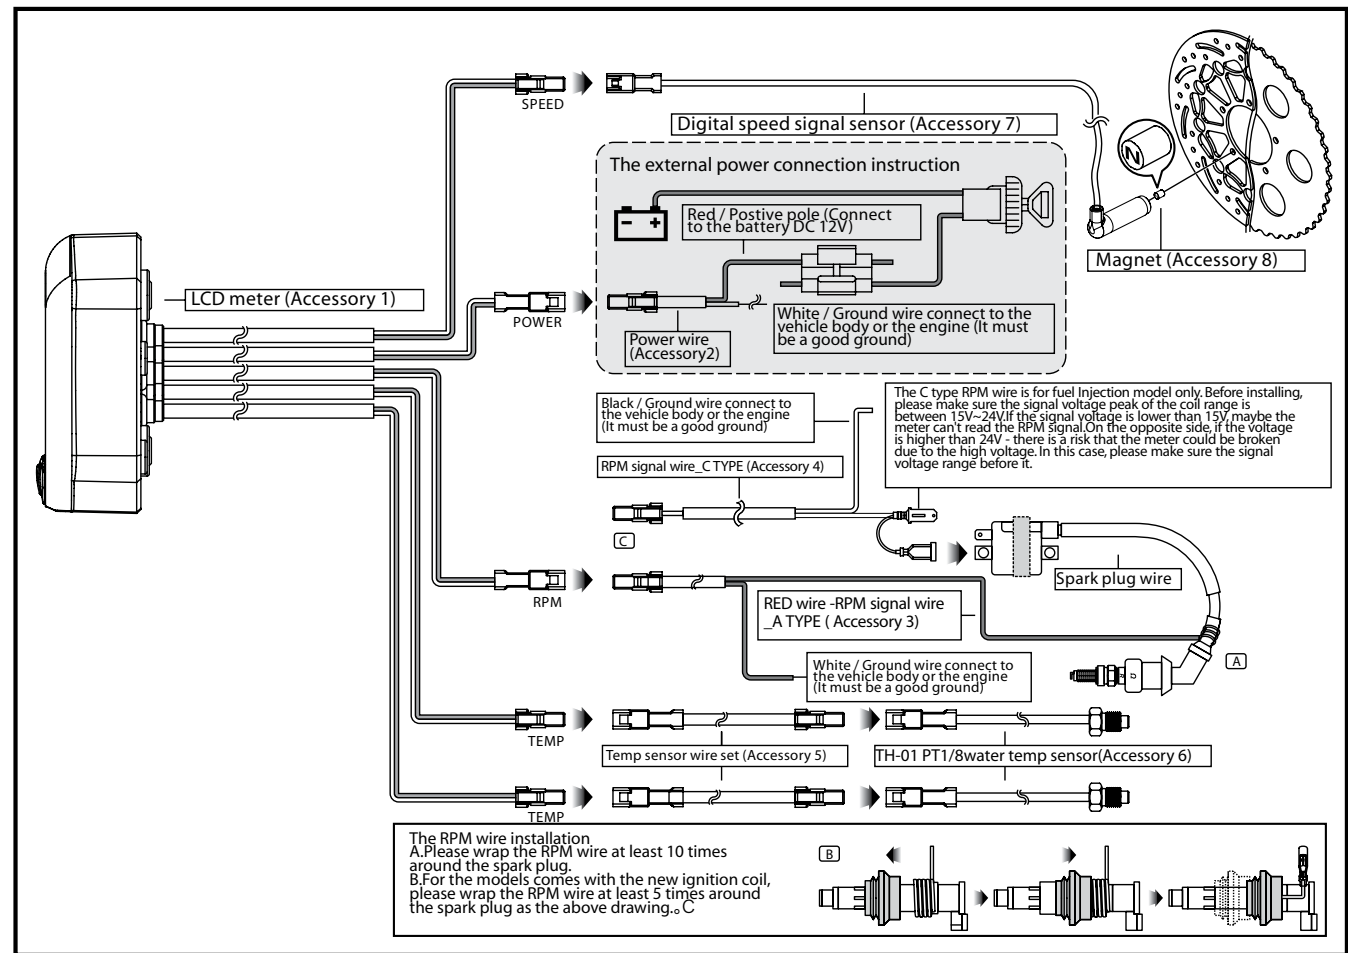 SPEED
Digital speed signal sensor (Accessory 7)
N
Magnet (Accessory 8)
The external power connection instruction
Red / Postive pole (Connect
to the battery DC 12V)
White / Ground wire connect to the
vehicle body or the engine (It must
be a good ground)
Power wire
(Accessory2)
LCD meter (Accessory 1)
POWER
Black / Ground wire connect to
the vehicle body or the engine
(It must be a good ground)
RPM signal wire_C TYPE (Accessory 4)
The C type RPM wire is for fuel Injection model only. Before installing,
please make sure the signal voltage peak of the coil range is
between 15V~24V.If the signal voltage is lower than 15V, maybe the
meter can't read the RPM signal.On the opposite side, if the voltage
is higher than 24V - there is a risk that the meter could be broken
due to the high voltage. In this case, please make sure the signal
voltage range before it.
C
Spark plug wire
RPM
RED wire -RPM signal wire
_A TYPE ( Accessory 3)
White / Ground wire connect to
the vehicle body or the engine
(It must be a good ground)
A
TEMP
Temp sensor wire set (Accessory 5)
TH-01 PT1/8water temp sensor(Accessory 6)
TEMP
The RPM wire installation
A.Please wrap the RPM wire at least 10 times
around the spark plug.
B.For the models comes with the new ignition coil,
please wrap the RPM wire at least 5 times around
the spark plug as the above drawing.。C
B